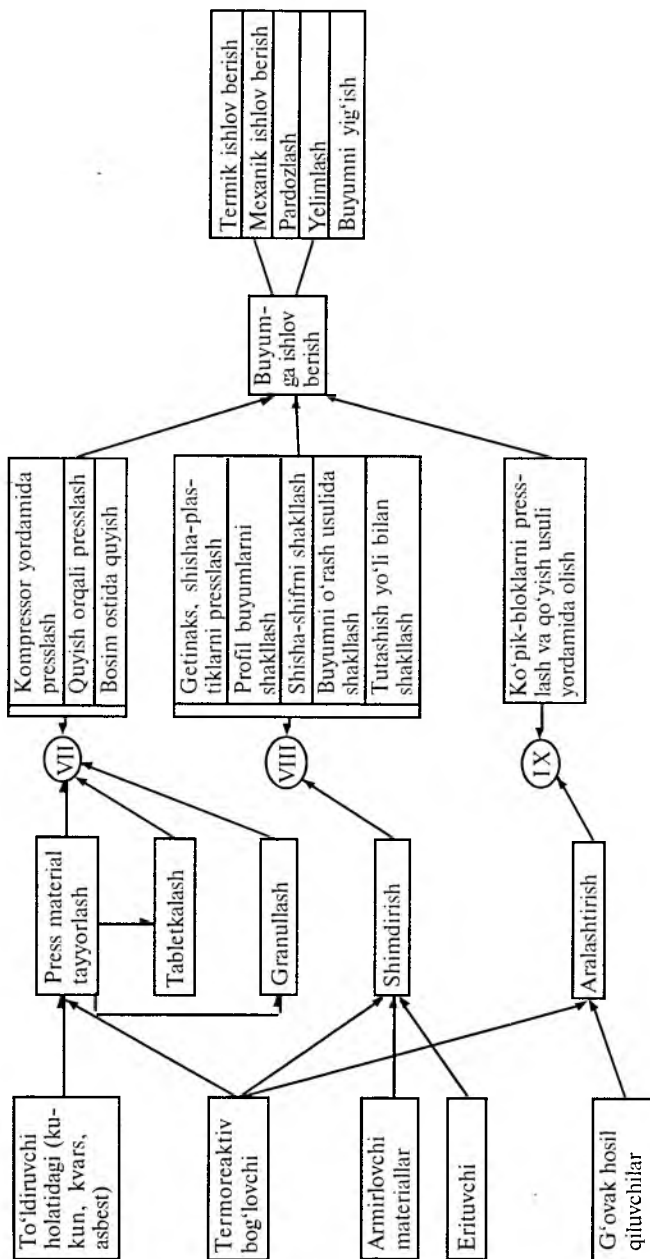 To‘ldiruvchi
holatidagi (ku-
kun, kvars,
asbest)
Termoreaktiv
bog‘lovchi
Armirlovchi
materiallar
Erituvchi
G‘ovak hosil
qiluvchilar
Press material
tayyorlash
Tabletkalash
Granullash
Shimdirish
Aralashtirish
VII
VIII
IX
Kompressor yordamida
presslash
Quyish orqali presslash
Bosim ostida quyish
Getinaks, shisha-plas-
tiklarni presslash
Profil buyumlarni
shakllash
Shisha-shifrni shakllash
Buyumni o‘rash usulida
shakllash
Tutashish yo‘li bilan
shakllash
Ko‘pik-bloklarni press-
lash va qo‘yish usuli
yordamida olish
Buyum-
ga ishlov
berish
Termik ishlov berish
Mexanik ishlov berish
Pardozlash
Yelimlash
Buyumni yig‘ish